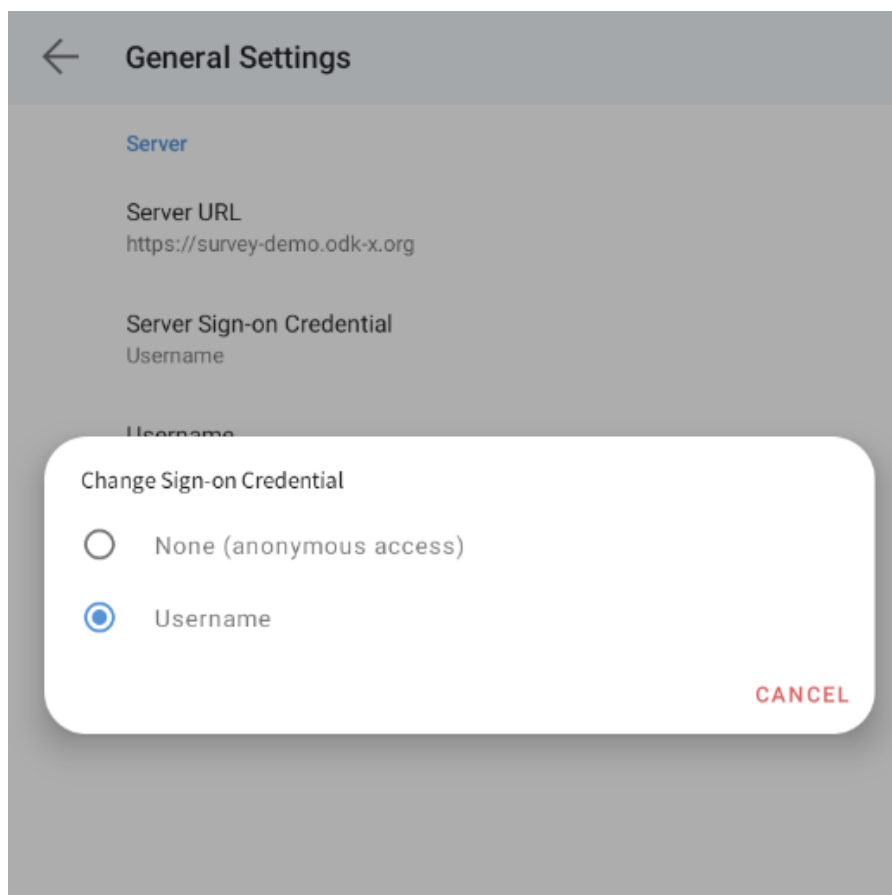 General Settings
Server
Server URL
https://survey-demo.odk-x.org
Server Sign-on Credential
Username
Username
Change Sign-on Credential
None (anonymous access)
Username
CANCEL